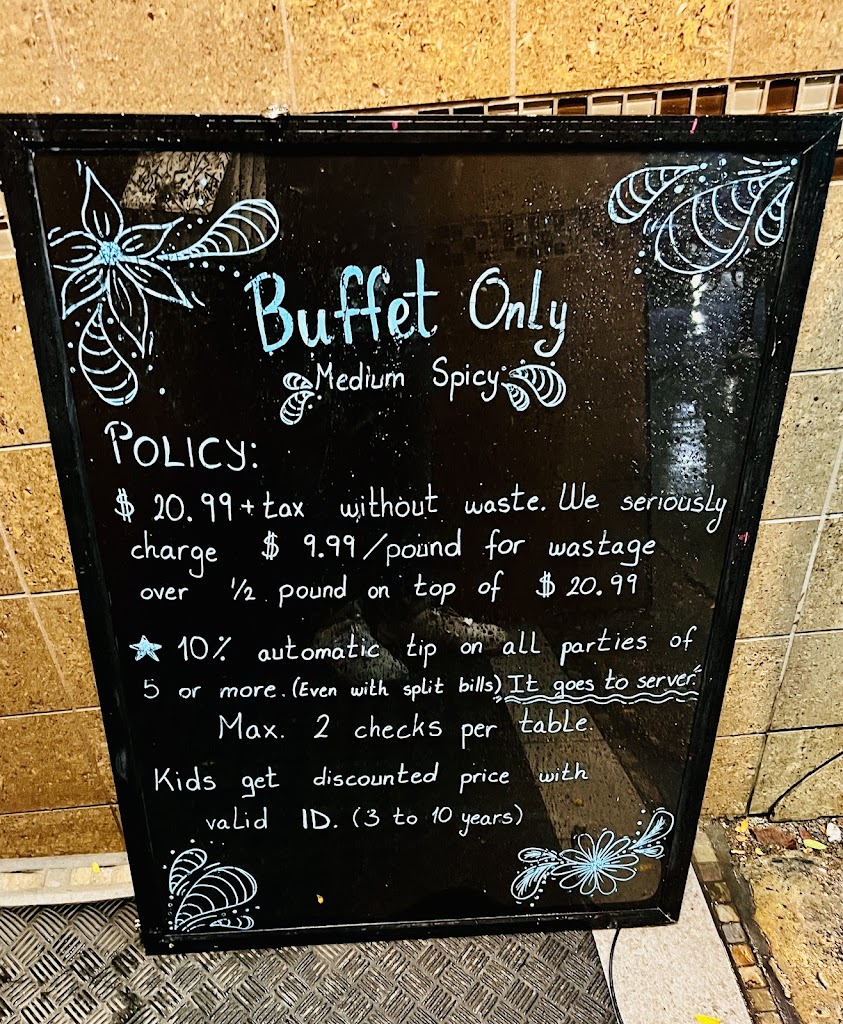 Buffet Only
Medium Spicy
POLICY:
$ 20.99 + tax without waste. We seriously
charge $ 9.99/pound for wastage
over 1/2 pound on top of $ 20.99
10% automatic tip on all parties of
5 or more. (Even with split bills) It goes to server
Max. 2 checks per table.
Kids get discounted price with
valid ID. (3 to 10 years)